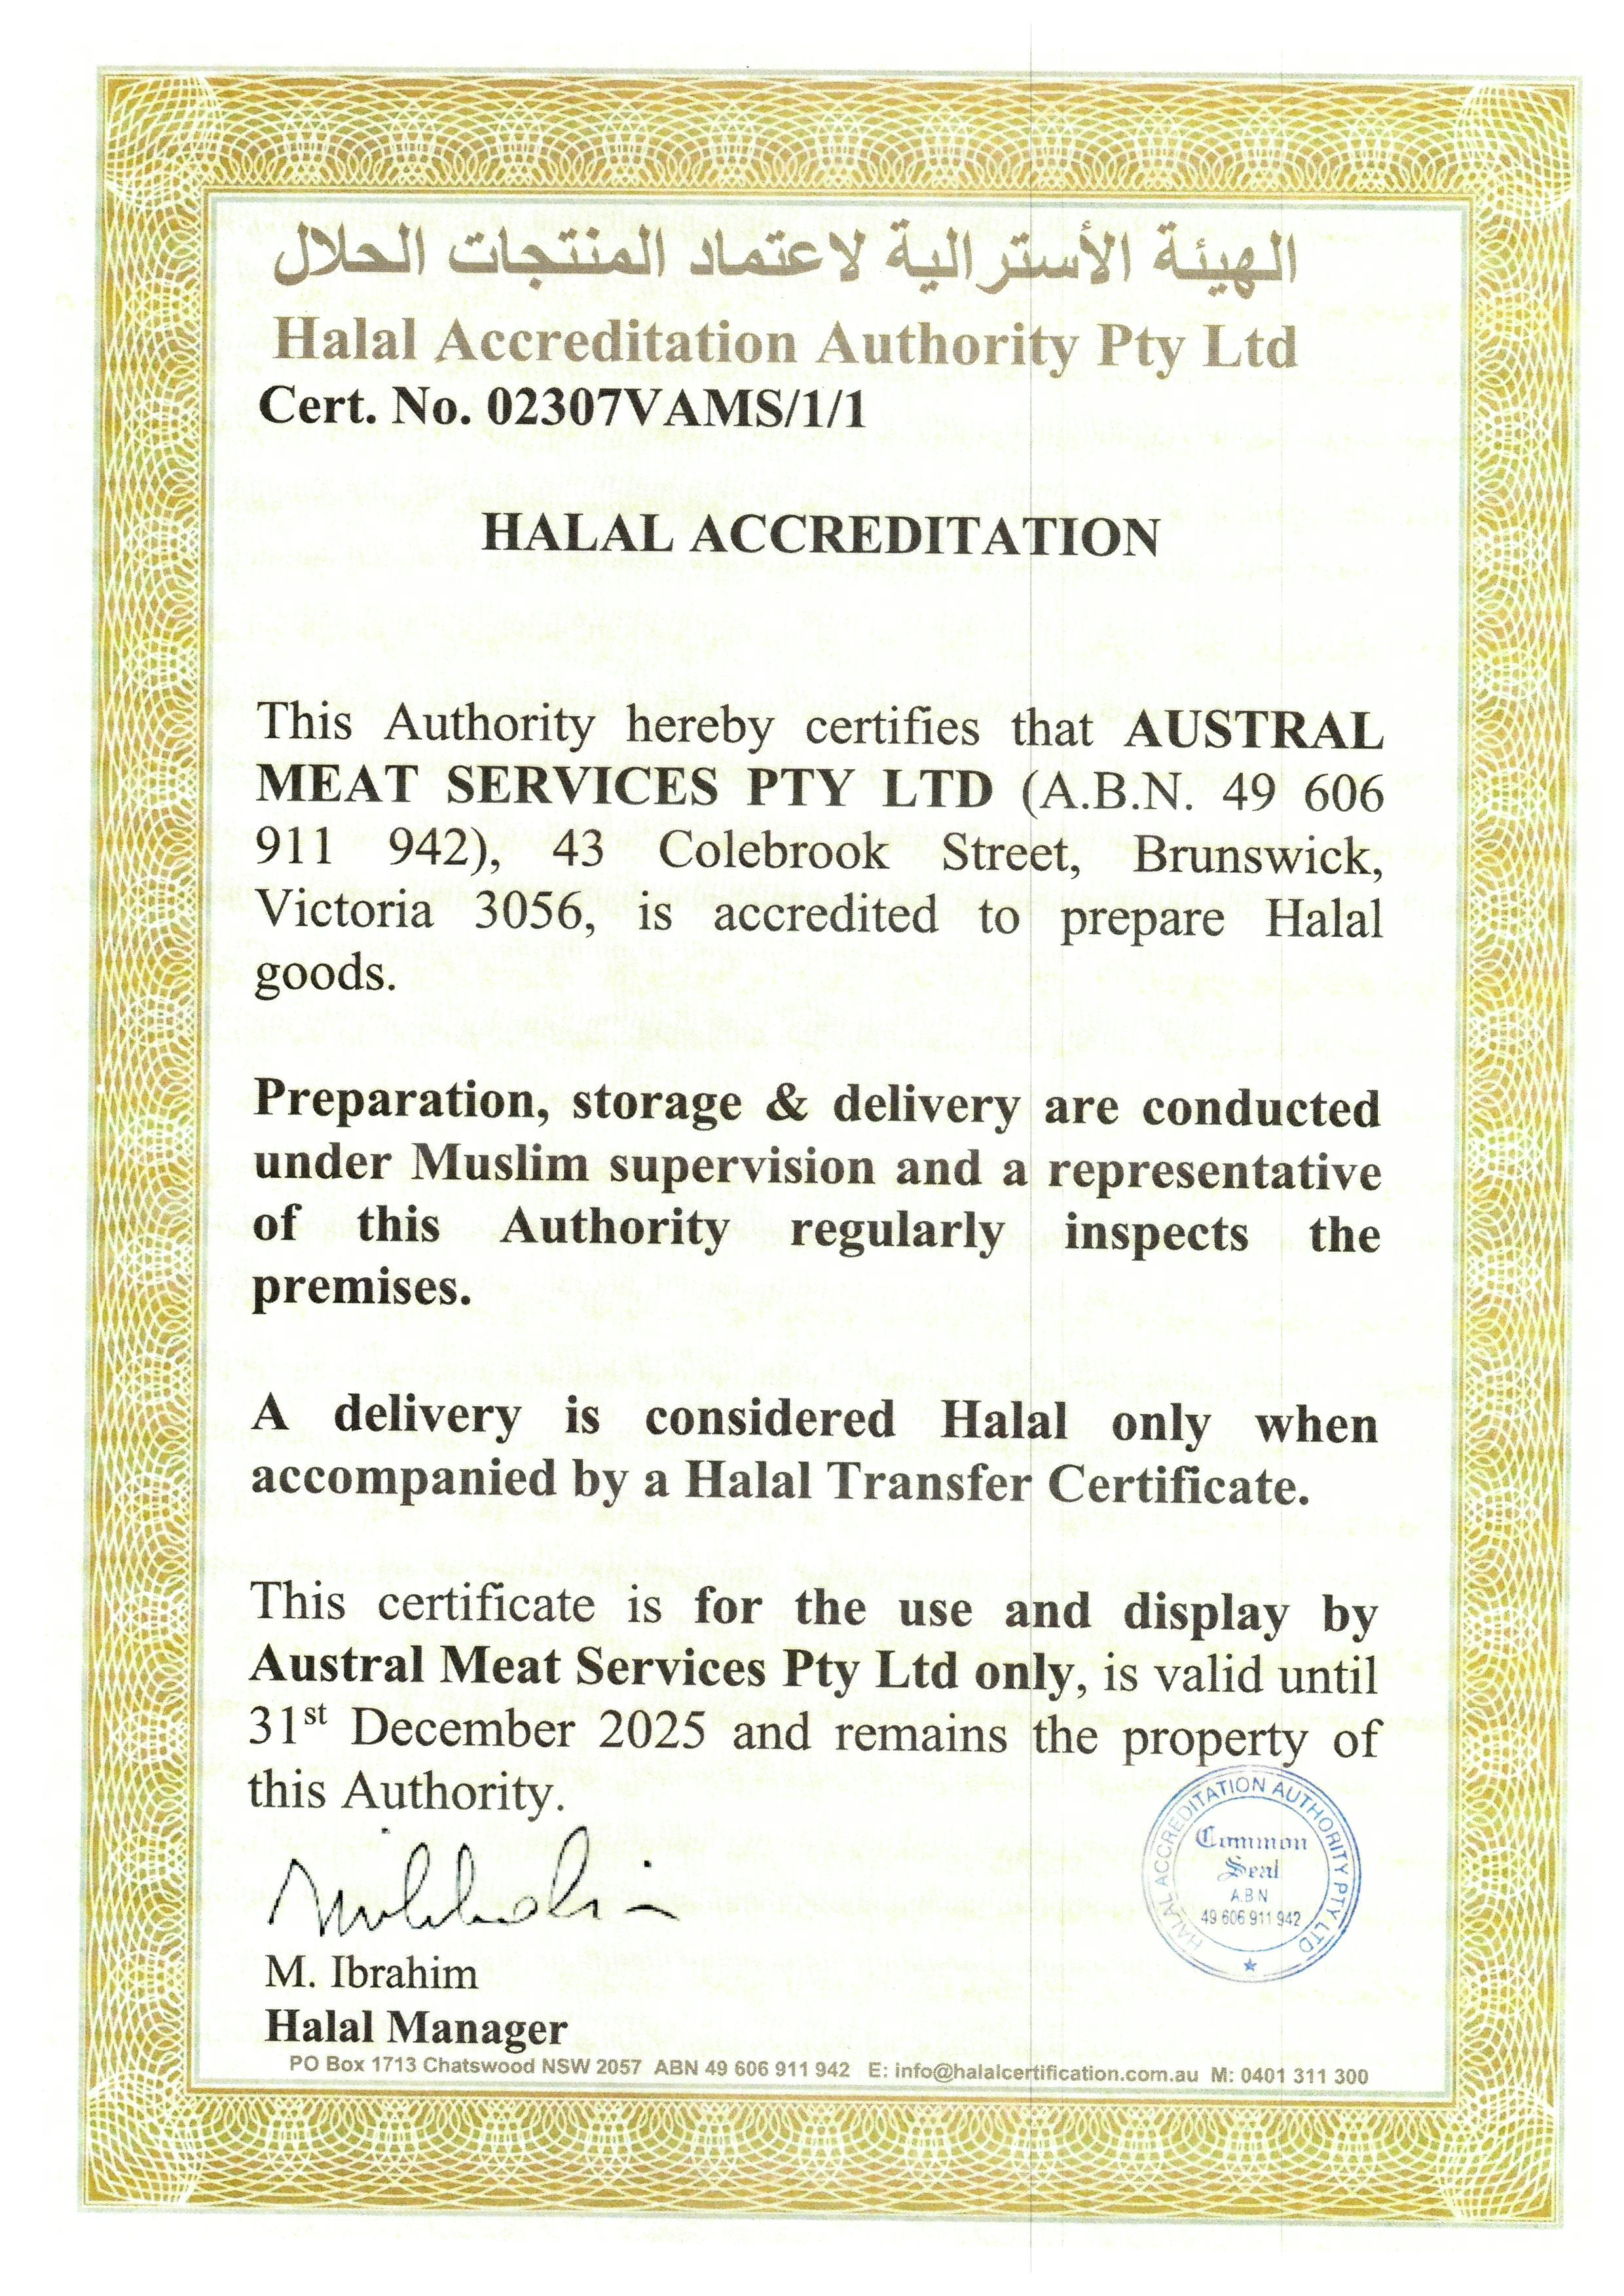 الهيئة الأسترالية لاعتماد المنتجات الحلال
Halal Accreditation Authority Pty Ltd
Cert. No. 02307VAMS/1/1
HALAL ACCREDITATION
This Authority hereby certifies that AUSTRAL
MEAT SERVICES PTY LTD (A.B.N. 49 606
911 942), 43 Colebrook Street, Brunswick,
Victoria 3056, is accredited to prepare Halal
goods.
Preparation, storage & delivery are conducted
under Muslim supervision and a representative
of this Authority regularly inspects the
premises.
A delivery is considered Halal only when
accompanied by a Halal Transfer Certificate.
This certificate is for the use and display by
Austral Meat Services Pty Ltd only, is valid until
31st December 2025 and remains the property of
this Authority.
HALAL ACCREDITATION AUTHORITY PTY LTD
Common
Seal
A.B.N
49 606 911 942
M. Ibrahim
Halal Manager
PO Box 1713 Chatswood NSW 2057 ABN 49 606 911 942 E: info@halalcertification.com.au M: 0401 311 300